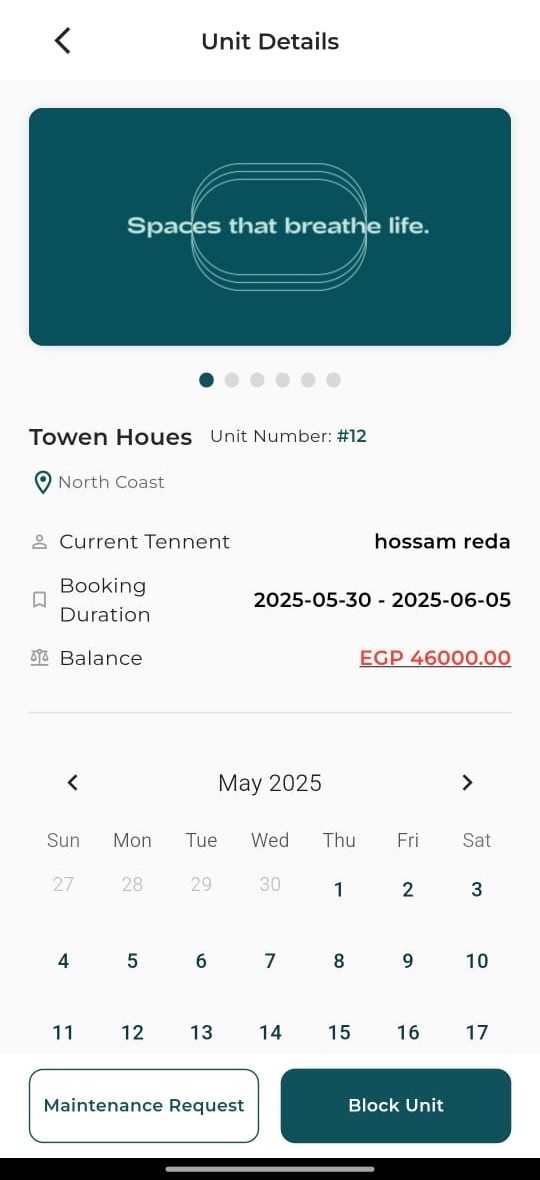 Unit Details
Spaces that breathe life.
Towen Houes Unit Number: #12
North Coast
Current Tennent hossam reda
Booking Duration 2025-05-30 - 2025-06-05
Balance EGP 46000.00
May 2025
Sun Mon Tue Wed Thu Fri Sat
27 28 29 30 1 2 3
4 5 6 7 8 9 10
11 12 13 14 15 16 17
Maintenance Request Block Unit